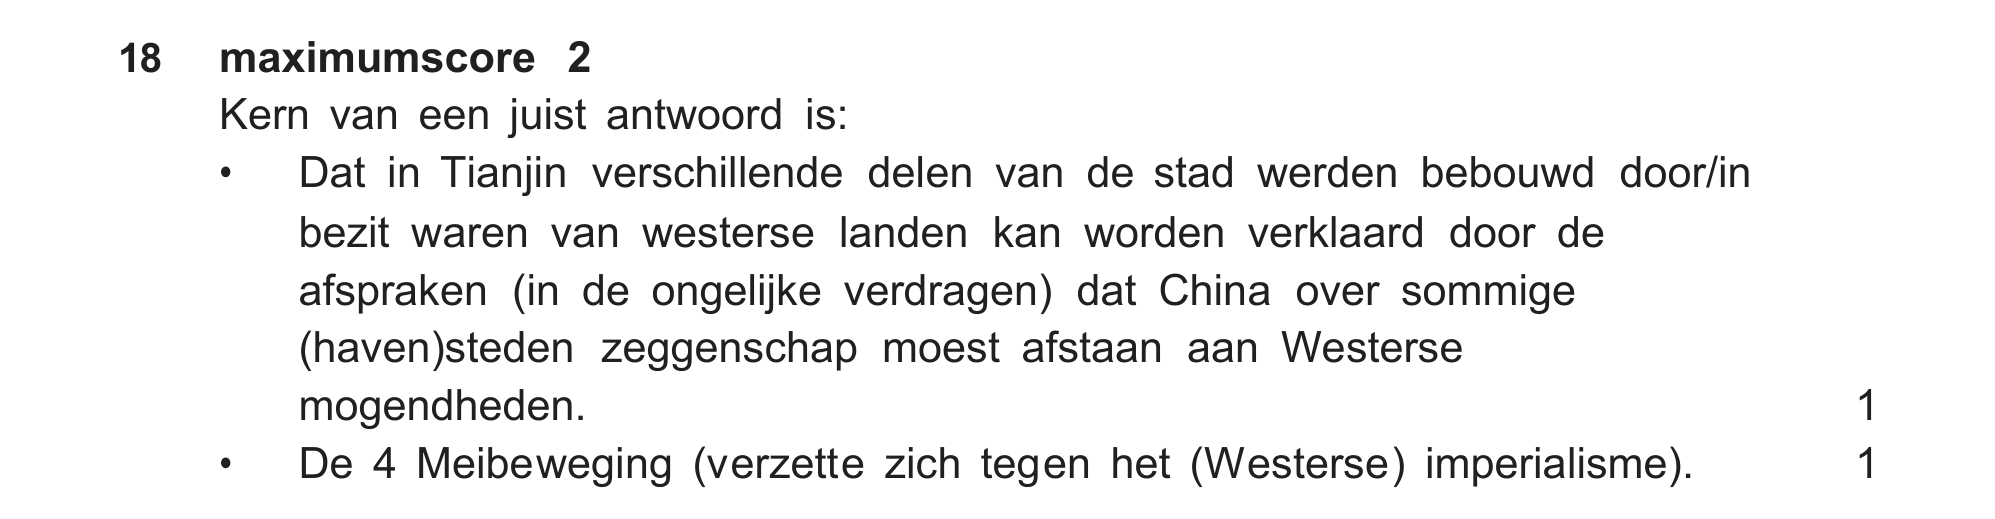 18 maximumscore 2
Kern van een juist antwoord is:
• Dat in Tianjin verschillende delen van de stad werden bebouwd door/in
bezit waren van westerse landen kan worden verklaard door de
afspraken (in de ongelijke verdragen) dat China over sommige
(haven)steden zeggenschap moest afstaan aan Westerse
mogendheden. 1
• De 4 Meibeweging (verzette zich tegen het (Westerse) imperialisme). 1